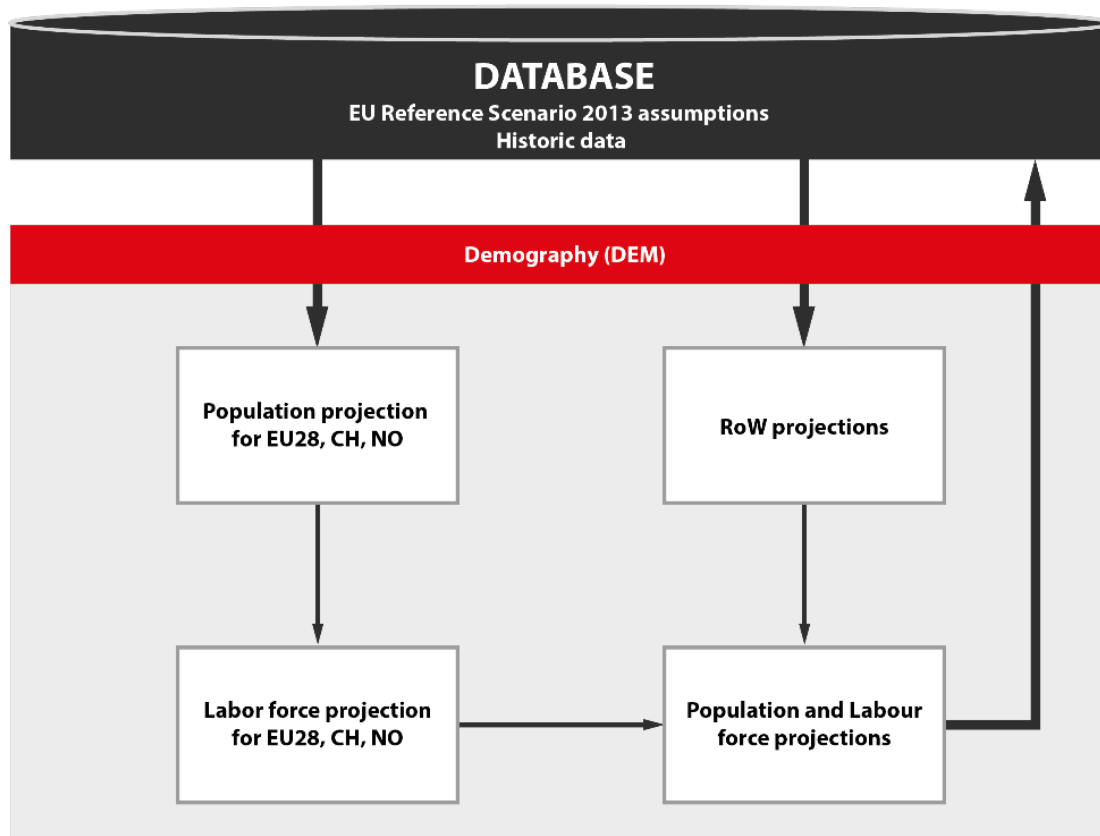 DATABASE
EU Reference Scenario 2013 assumptions
Historic data
Demography (DEM)
Population projection
for EU28, CH, NO
RoW projections
Labor force projection
for EU28, CH, NO
Population and Labour
force projections